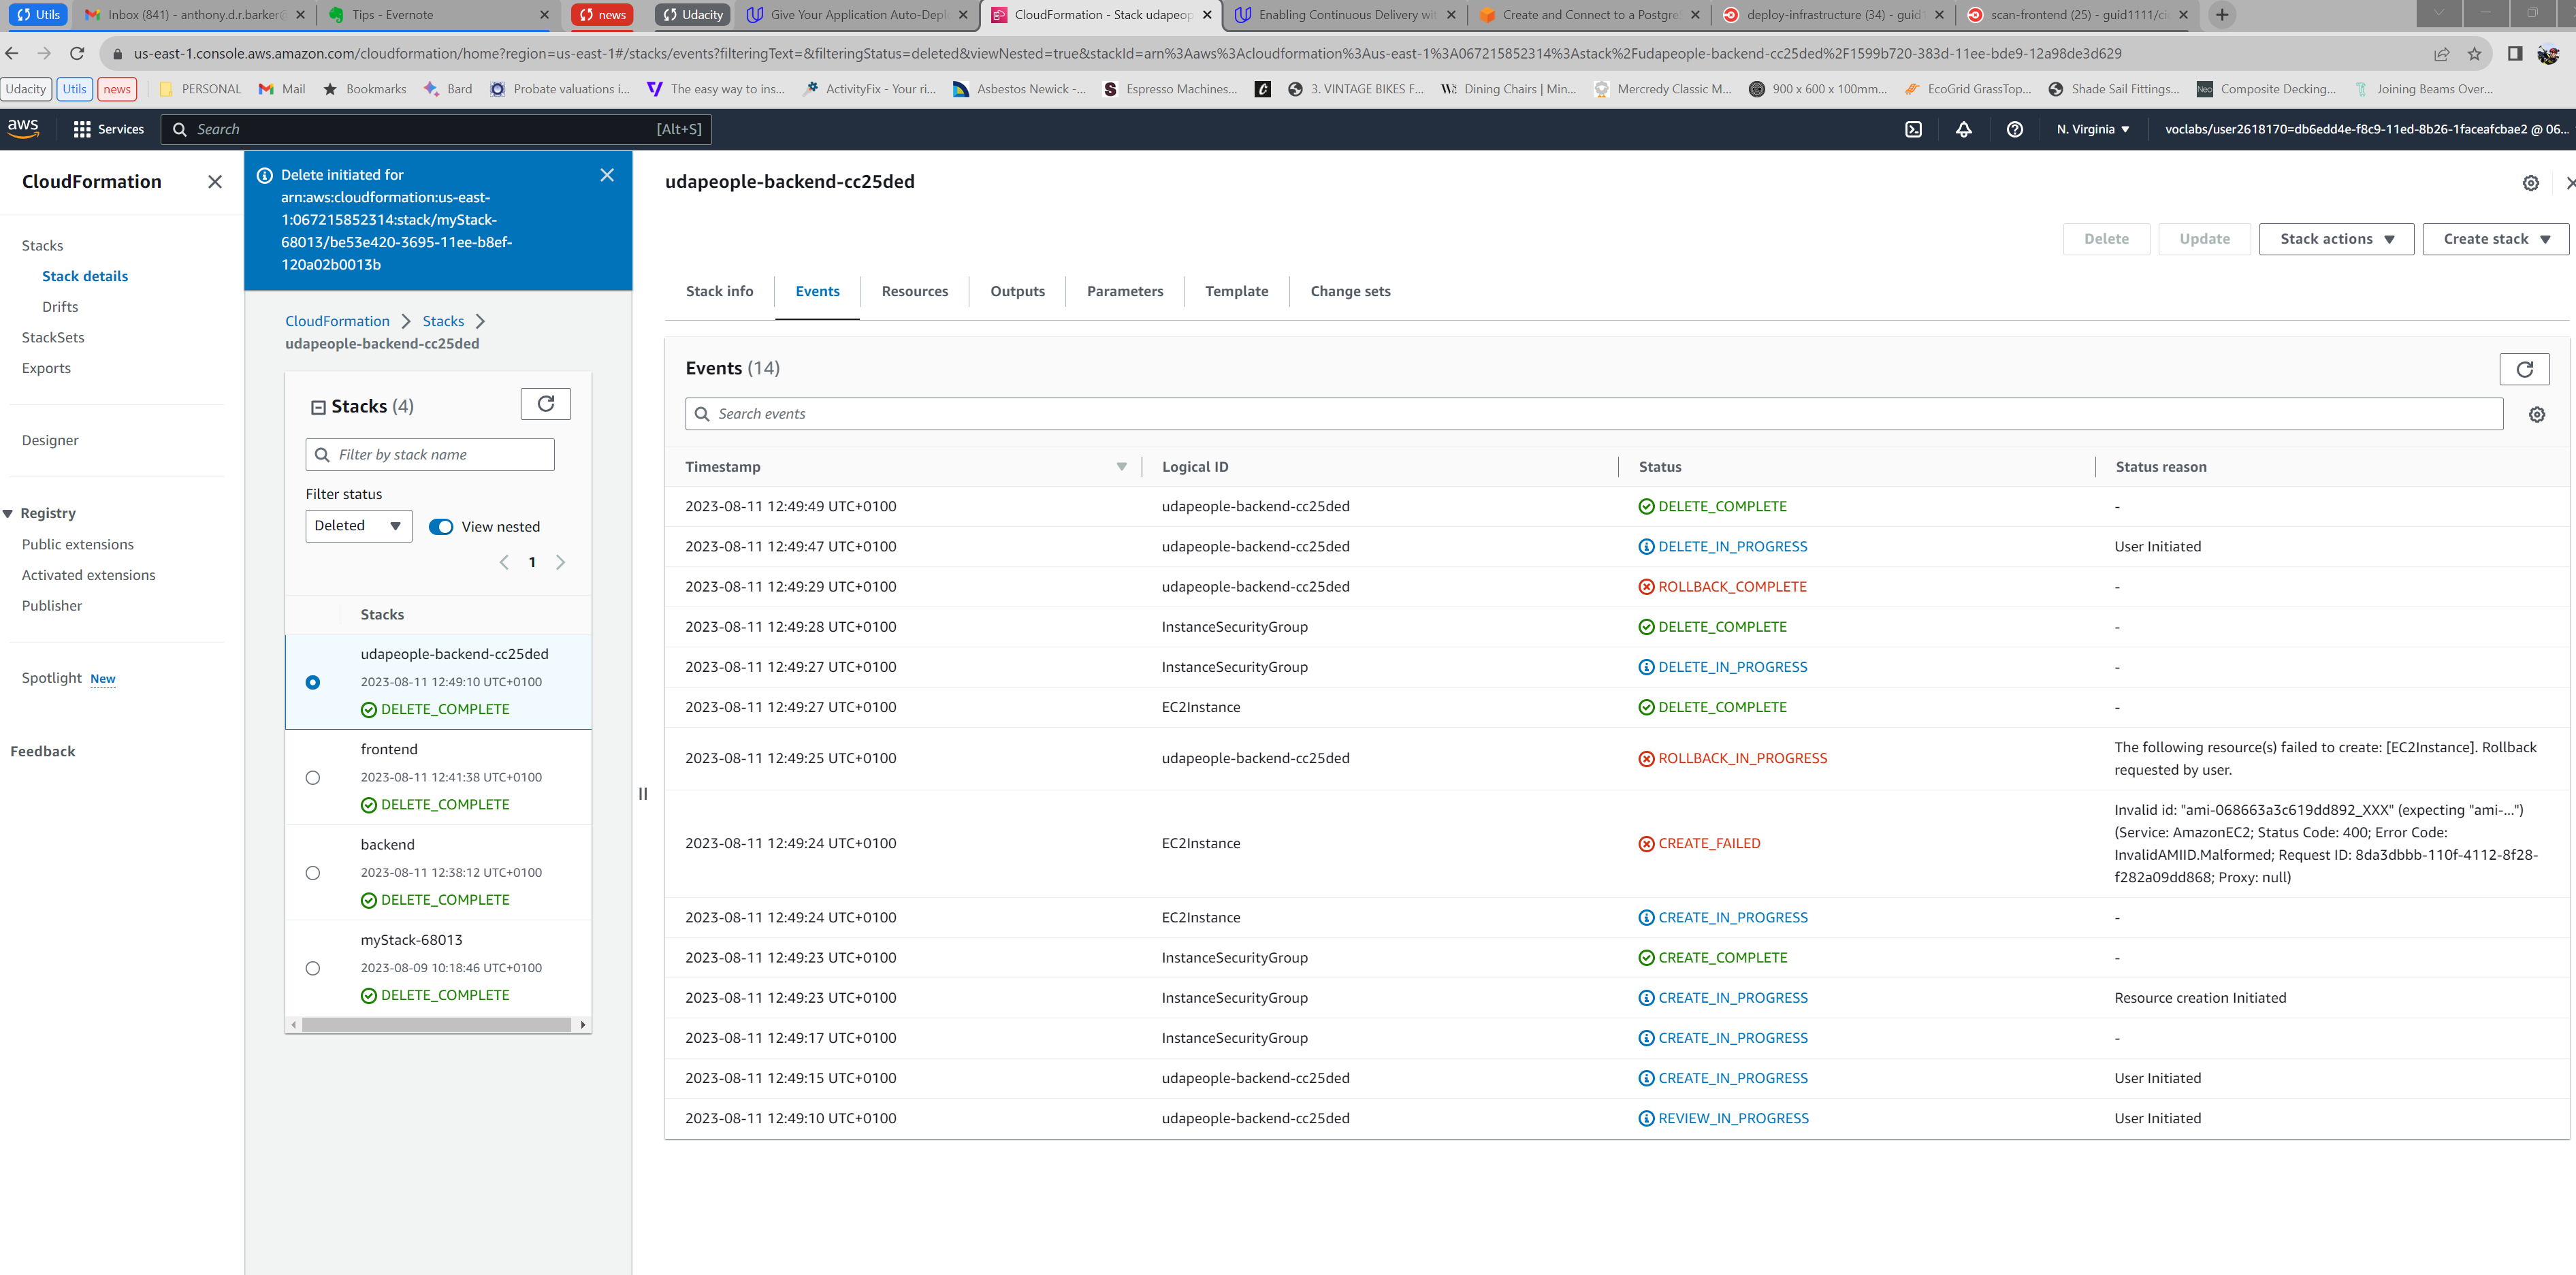 Utils
Inbox (841) - anthony.d.r.barker@
Tips - Evernote
news
Udacity
Give Your Application Auto-Depl
CloudFormation - Stack udapeop
Enabling Continuous Delivery wit
Create and Connect to a Postgre
deploy-infrastructure (34) - guid1
scan-frontend (25) - guid1111/ci
us-east-1.console.aws.amazon.com/cloudformation/home?region=us-east-1#/stacks/events?filteringText=&filteringStatus=deleted&viewNested=true&stackId=arn%3Aaws%3Acloudformation%3Aus-east-1%3A067215852314%3Astack%2Fudapeople-backend-cc25ded%2F1599b720-383d-11ee-bde9-12a98de3d629
Udacity
Utils
news
PERSONAL
Mail
Bookmarks
Bard
Probate valuations i...
The easy way to ins...
ActivityFix - Your ri...
Asbestos Newick -...
Espresso Machines...
3. VINTAGE BIKES F...
Dining Chairs | Min...
Mercredy Classic M...
900 x 600 x 100mm...
EcoGrid GrassTop...
Shade Sail Fittings...
Neo
Composite Decking...
Joining Beams Over...
aws
Services
Search
[Alt+S]
N. Virginia
voclabs/user2618170=db6edd4e-f8c9-11ed-8b26-1faceafcbae2 @ 06...
CloudFormation
Stacks
Stack details
Drifts
StackSets
Exports
Designer
Registry
Public extensions
Activated extensions
Publisher
Spotlight New
Feedback
Delete initiated for
arn:aws:cloudformation:us-east-
1:067215852314:stack/myStack-
68013/be53e420-3695-11ee-b8ef-
120a02b0013b
CloudFormation
Stacks
udapeople-backend-cc25ded
Stacks (4)
Filter by stack name
Filter status
Deleted
View nested
1
Stacks
udapeople-backend-cc25ded
2023-08-11 12:49:10 UTC+0100
DELETE_COMPLETE
frontend
2023-08-11 12:41:38 UTC+0100
DELETE_COMPLETE
backend
2023-08-11 12:38:12 UTC+0100
DELETE_COMPLETE
myStack-68013
2023-08-09 10:18:46 UTC+0100
DELETE_COMPLETE
udapeople-backend-cc25ded
Delete
Update
Stack actions
Create stack
Stack info
Events
Resources
Outputs
Parameters
Template
Change sets
Events (14)
Search events
Timestamp Logical ID Status Status reason
2023-08-11 12:49:49 UTC+0100 udapeople-backend-cc25ded DELETE_COMPLETE -
2023-08-11 12:49:47 UTC+0100 udapeople-backend-cc25ded DELETE_IN_PROGRESS User Initiated
2023-08-11 12:49:29 UTC+0100 udapeople-backend-cc25ded ROLLBACK_COMPLETE -
2023-08-11 12:49:28 UTC+0100 InstanceSecurityGroup DELETE_COMPLETE -
2023-08-11 12:49:27 UTC+0100 InstanceSecurityGroup DELETE_IN_PROGRESS -
2023-08-11 12:49:27 UTC+0100 EC2Instance DELETE_COMPLETE -
2023-08-11 12:49:25 UTC+0100 udapeople-backend-cc25ded ROLLBACK_IN_PROGRESS The following resource(s) failed to create: [EC2Instance]. Rollback
requested by user.
2023-08-11 12:49:24 UTC+0100 EC2Instance CREATE_FAILED Invalid id: "ami-068663a3c619dd892_XXX" (expecting "ami-...")
(Service: AmazonEC2; Status Code: 400; Error Code:
InvalidAMIID.Malformed; Request ID: 8da3dbbb-110f-4112-8f28-
f282a09dd868; Proxy: null)
2023-08-11 12:49:24 UTC+0100 EC2Instance CREATE_IN_PROGRESS -
2023-08-11 12:49:23 UTC+0100 InstanceSecurityGroup CREATE_COMPLETE -
2023-08-11 12:49:23 UTC+0100 InstanceSecurityGroup CREATE_IN_PROGRESS Resource creation Initiated
2023-08-11 12:49:17 UTC+0100 InstanceSecurityGroup CREATE_IN_PROGRESS -
2023-08-11 12:49:15 UTC+0100 udapeople-backend-cc25ded CREATE_IN_PROGRESS User Initiated
2023-08-11 12:49:10 UTC+0100 udapeople-backend-cc25ded REVIEW_IN_PROGRESS User Initiated